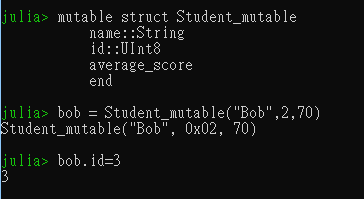 julia> mutable struct Student_mutable
name::String
id::UInt8
average_score
end
julia> bob = Student_mutable("Bob",2,70)
Student_mutable("Bob", 0x02, 70)
julia> bob.id=3
3